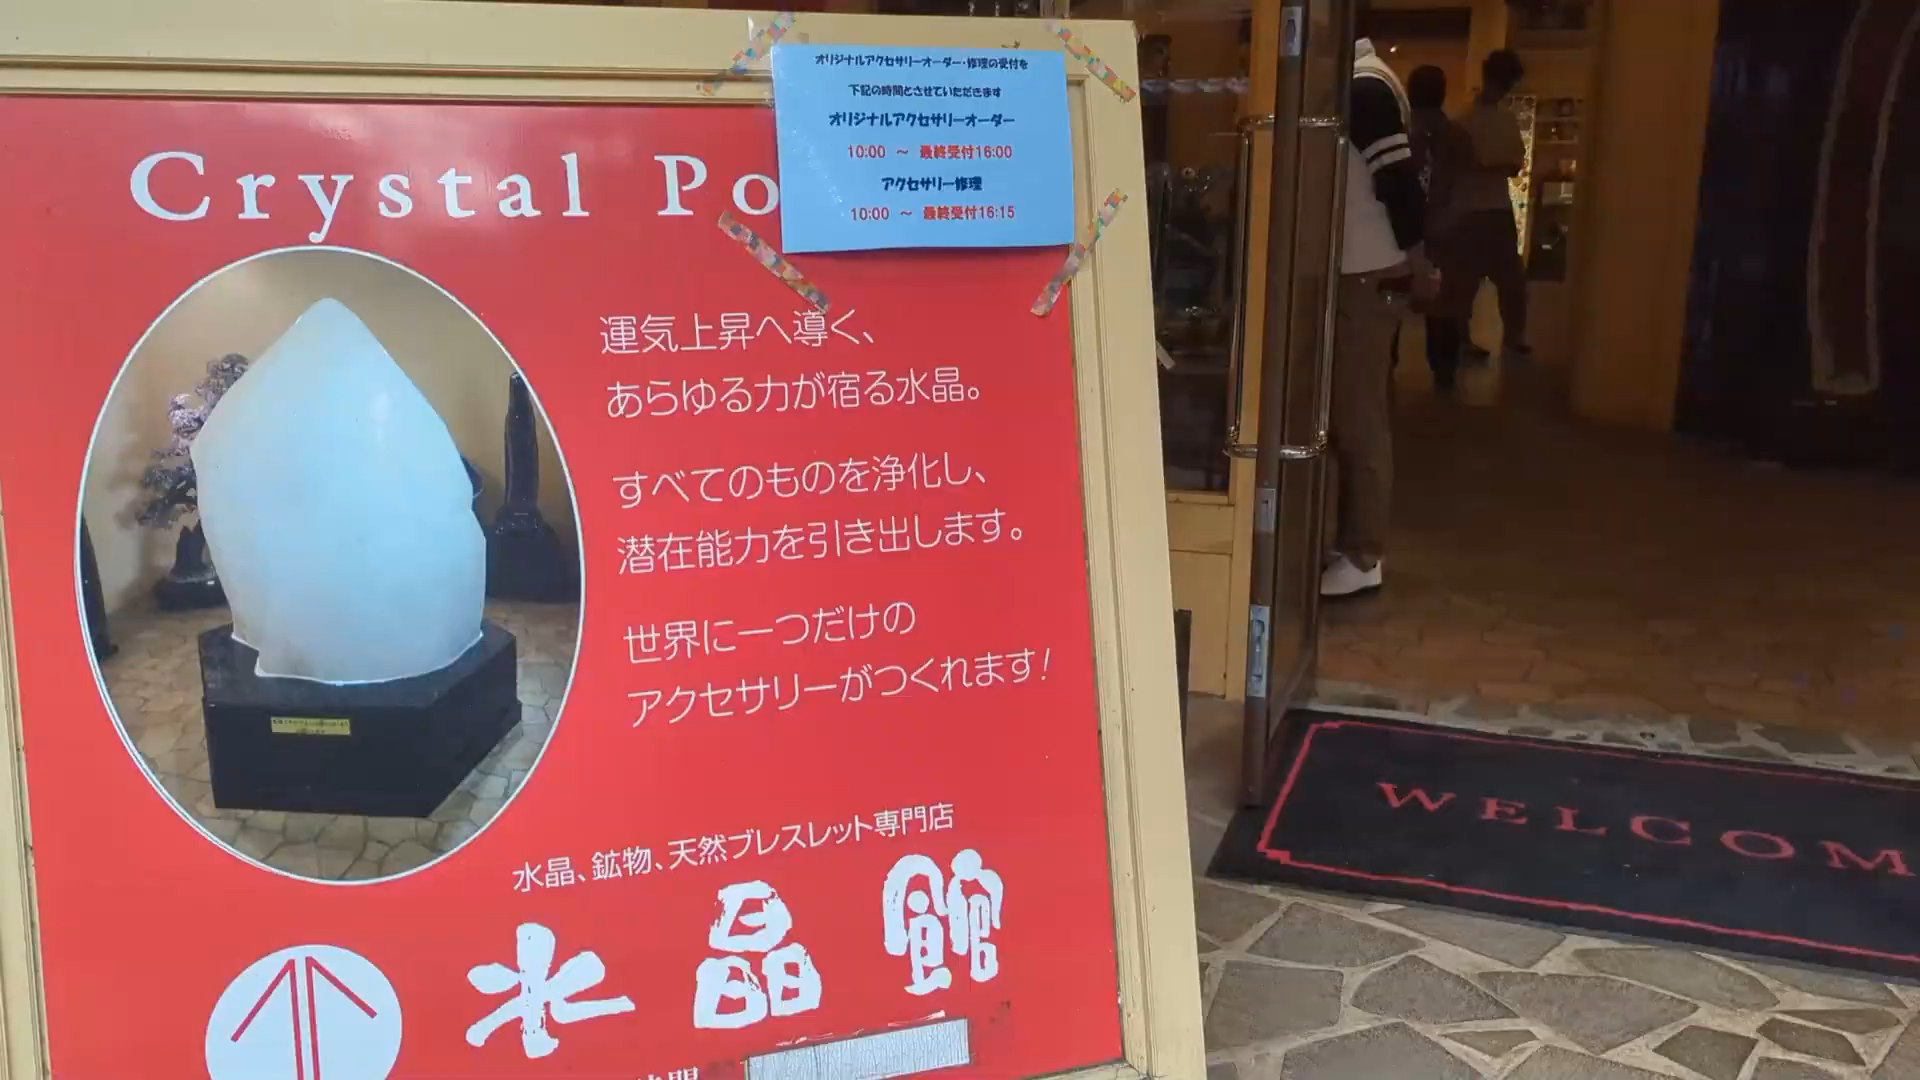 オリジナルアクセサリーオーダー・修理の受付を
下記の時間とさせていただきます
オリジナルアクセサリーオーダー
10:00 ～ 最終受付16:00
アクセサリー修理
10:00 ～ 最終受付16:15
Crystal Po
運気上昇へ導く、
あらゆる力が宿る水晶。
すべてのものを浄化し、
潜在能力を引き出します。
世界に一つだけの
アクセサリーがつくれます!
水晶、鉱物、天然ブレスレット専門店
水晶館
WELCOM